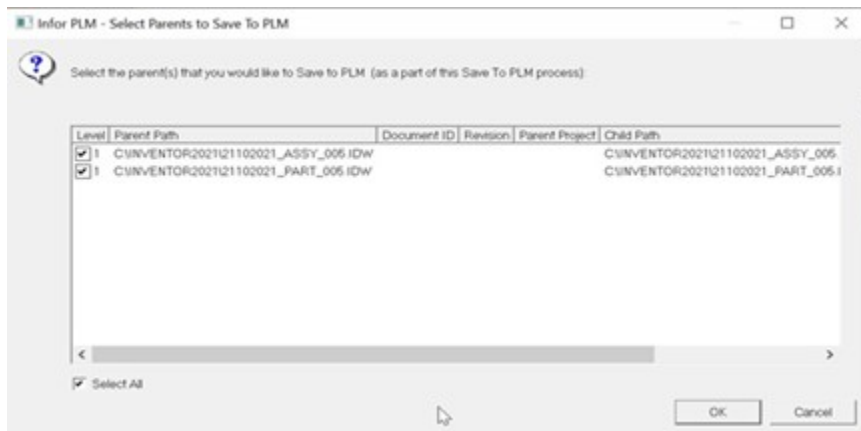 Infor PLM - Select Parents to Save To PLM
Select the parent(s) that you would like to Save to PLM (as a part of this Save To PLM process):
Level Parent Path Document ID Revision Parent Project Child Path
1 C:\INVENTOR2021\21102021_ASSY_005.IDW C:\INVENTOR2021\21102021_ASSY_005.
1 C:\INVENTOR2021\21102021_PART_005.IDW C:\INVENTOR2021\21102021_PART_005.I
Select All
OK Cancel